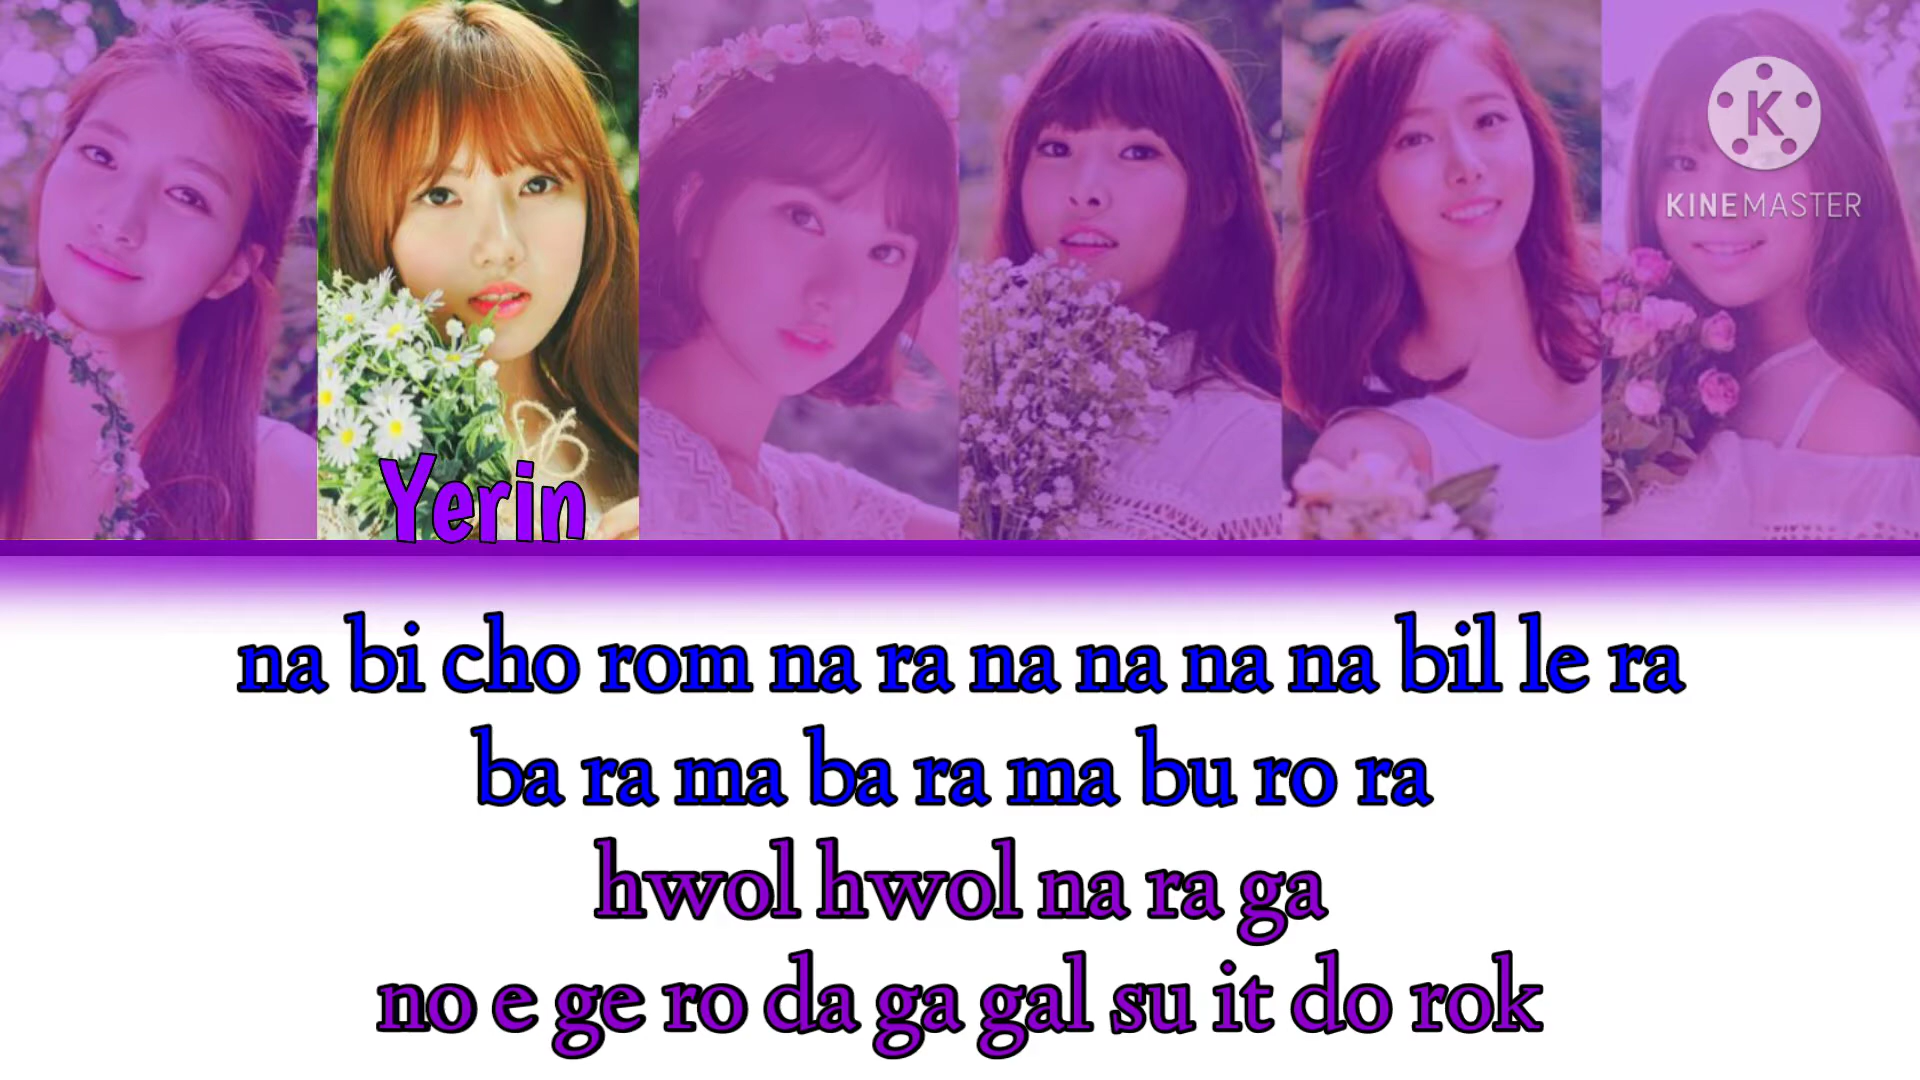 K
KINEMASTER
Yerin
na bi cho rom na ra na na na na bil le ra
ba ra ma ba ra ma bu ro ra
hwol hwol na ra ga
no e ge ro da ga gal su it do rok